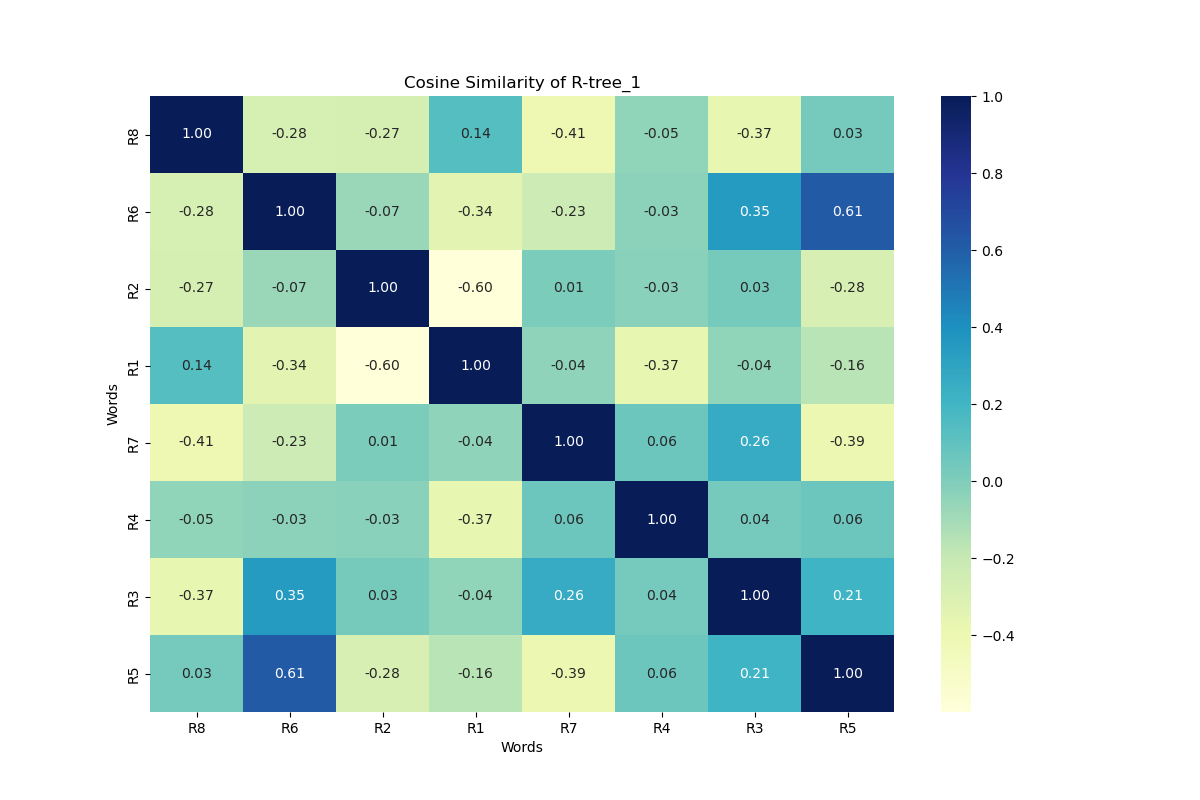 Cosine Similarity of R-tree_1
R8 1.00 -0.28 -0.27 0.14 -0.41 -0.05 -0.37 0.03
R6 -0.28 1.00 -0.07 -0.34 -0.23 -0.03 0.35 0.61
R2 -0.27 -0.07 1.00 -0.60 0.01 -0.03 0.03 -0.28
R1 0.14 -0.34 -0.60 1.00 -0.04 -0.37 -0.04 -0.16
R7 -0.41 -0.23 0.01 -0.04 1.00 0.06 0.26 -0.39
R4 -0.05 -0.03 -0.03 -0.37 0.06 1.00 0.04 0.06
R3 -0.37 0.35 0.03 -0.04 0.26 0.04 1.00 0.21
R5 0.03 0.61 -0.28 -0.16 -0.39 0.06 0.21 1.00
R8 R6 R2 R1 R7 R4 R3 R5
Words
Words
1.0
0.8
0.6
0.4
0.2
0.0
−0.2
−0.4